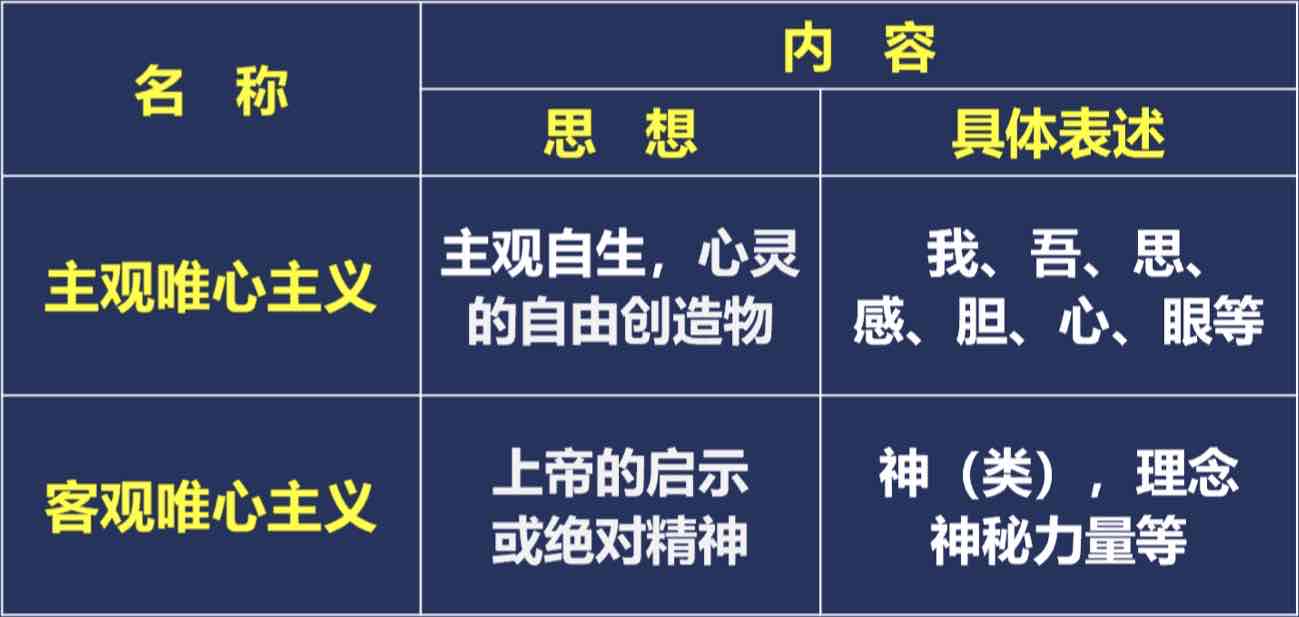 名 称
内 容
思 想
具体表述
主观唯心主义
主观自生，心灵
的自由创造物
我、吾、思、
感、胆、心、眼等
客观唯心主义
上帝的启示
或绝对精神
神（类），理念
神秘力量等